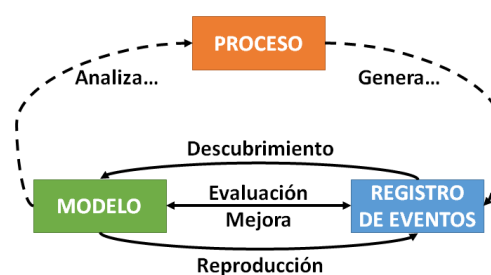 PROCESO
Analiza...
Genera...
Descubrimiento
MODELO
Evaluación
Mejora
REGISTRO
DE EVENTOS
Reproducción